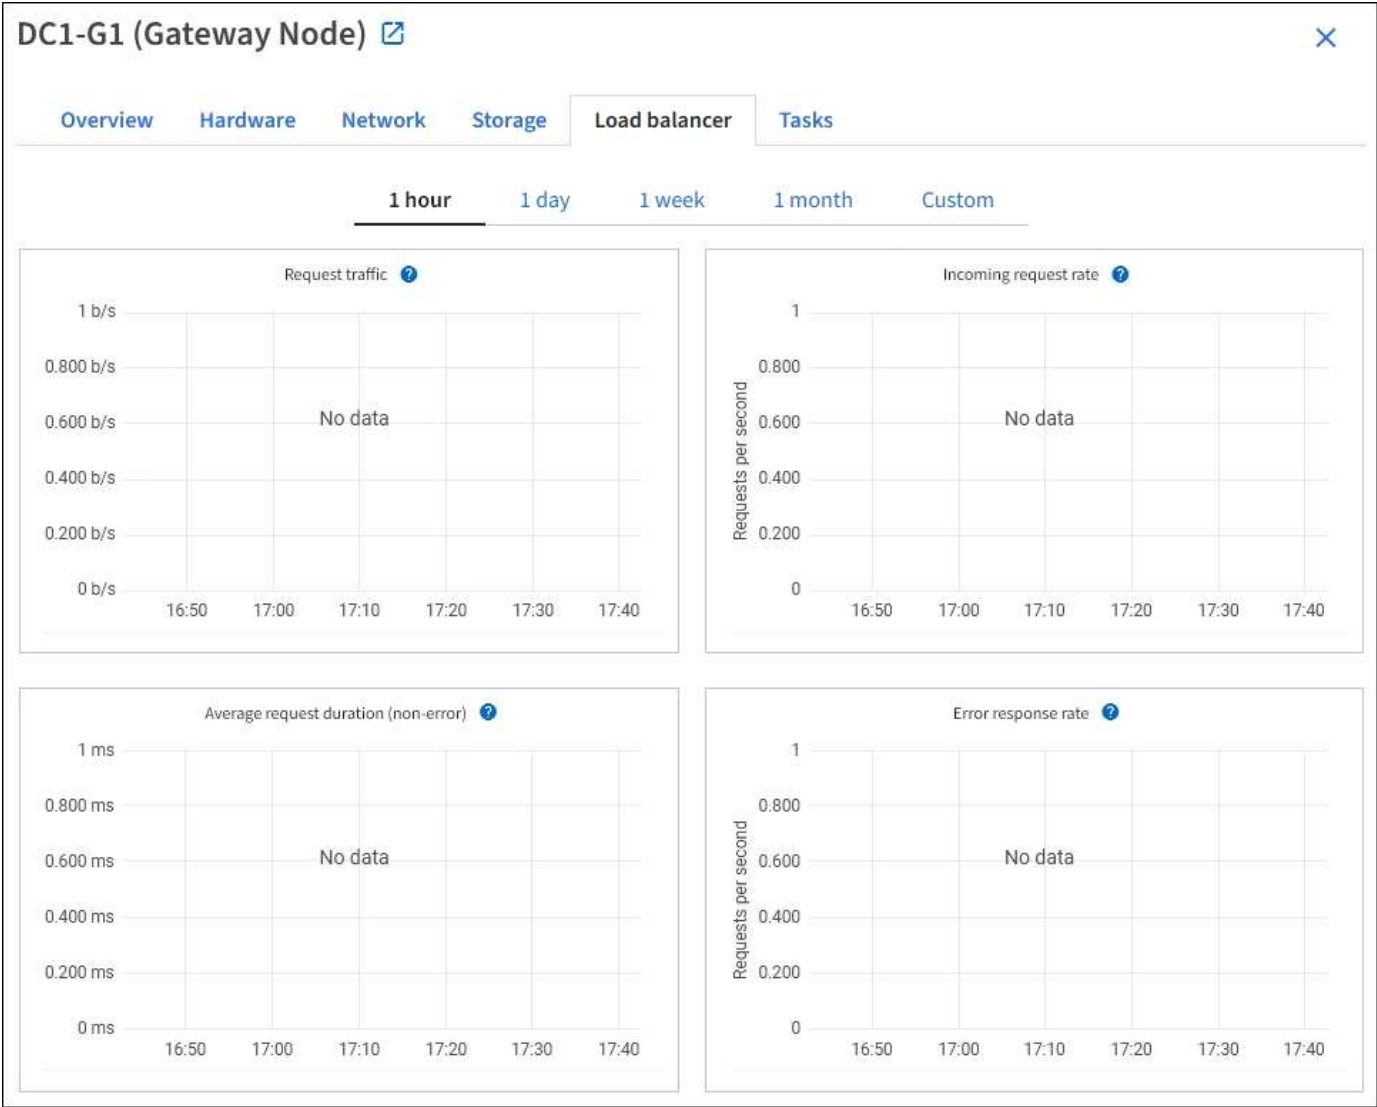 DC1-G1 (Gateway Node)
Overview Hardware Network Storage Load balancer Tasks
1 hour 1 day 1 week 1 month Custom
Request traffic
1 b/s
0.800 b/s
0.600 b/s
0.400 b/s
0.200 b/s
0 b/s
No data
16:50 17:00 17:10 17:20 17:30 17:40
Incoming request rate
Requests per second
1
0.800
0.600
0.400
0.200
0
No data
16:50 17:00 17:10 17:20 17:30 17:40
Average request duration (non-error)
1 ms
0.800 ms
0.600 ms
0.400 ms
0.200 ms
0 ms
No data
16:50 17:00 17:10 17:20 17:30 17:40
Error response rate
Requests per second
1
0.800
0.600
0.400
0.200
0
No data
16:50 17:00 17:10 17:20 17:30 17:40